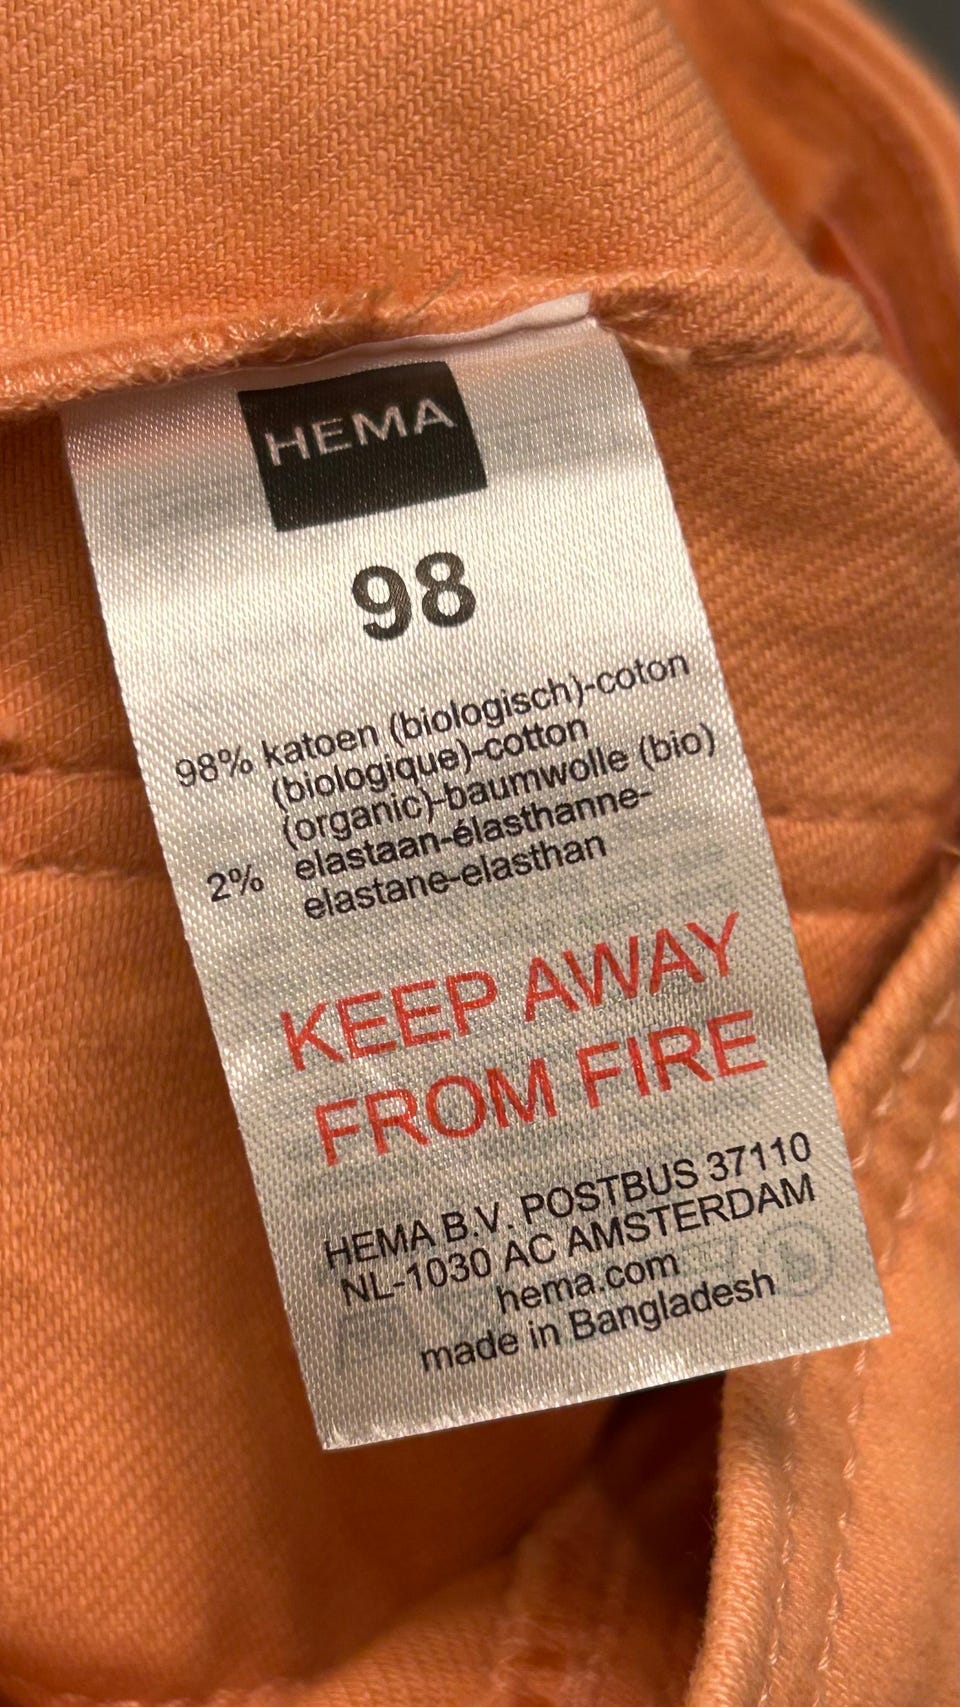 HEMA
98
98% katoen (biologisch)-coton
(biologique)-cotton
(organic)-baumwolle (bio)
2% elastaan-élasthanne-
elastane-elasthan
KEEP AWAY
FROM FIRE
HEMA B.V. POSTBUS 37110
NL-1030 AC AMSTERDAM
hema.com
made in Bangladesh